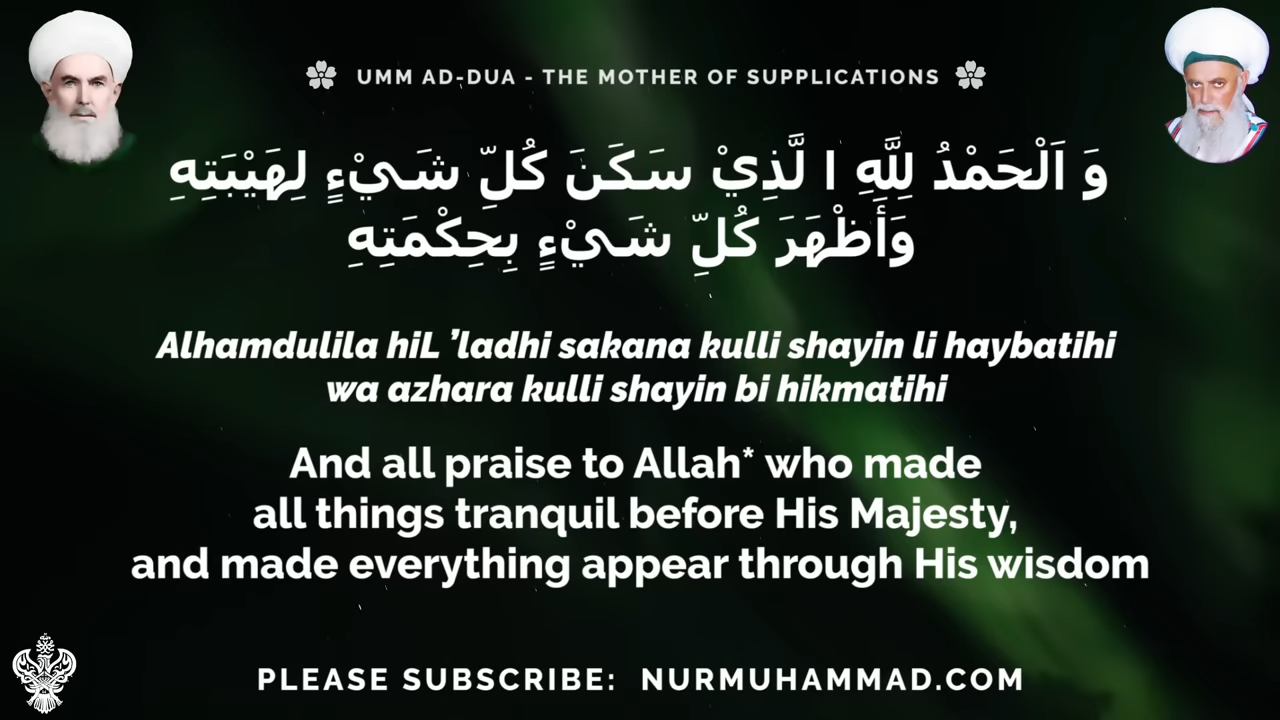 UMM AD-DUA - THE MOTHER OF SUPPLICATIONS
وَ اَلْحَمْدُ لِلَّهِ ا لَّذِيْ سَكَنَ كُلِّ شَيْءٍ لِهَيْبَتِهِ
وَأَظْهَرَ كُلِّ شَيْءٍ بِحِكْمَتِهِ
Alhamdulila hiL ’ladhi sakana kulli shayin li haybatihi
wa azhara kulli shayin bi hikmatihi
And all praise to Allah* who made
all things tranquil before His Majesty,
and made everything appear through His wisdom
PLEASE SUBSCRIBE: NURMUHAMMAD.COM